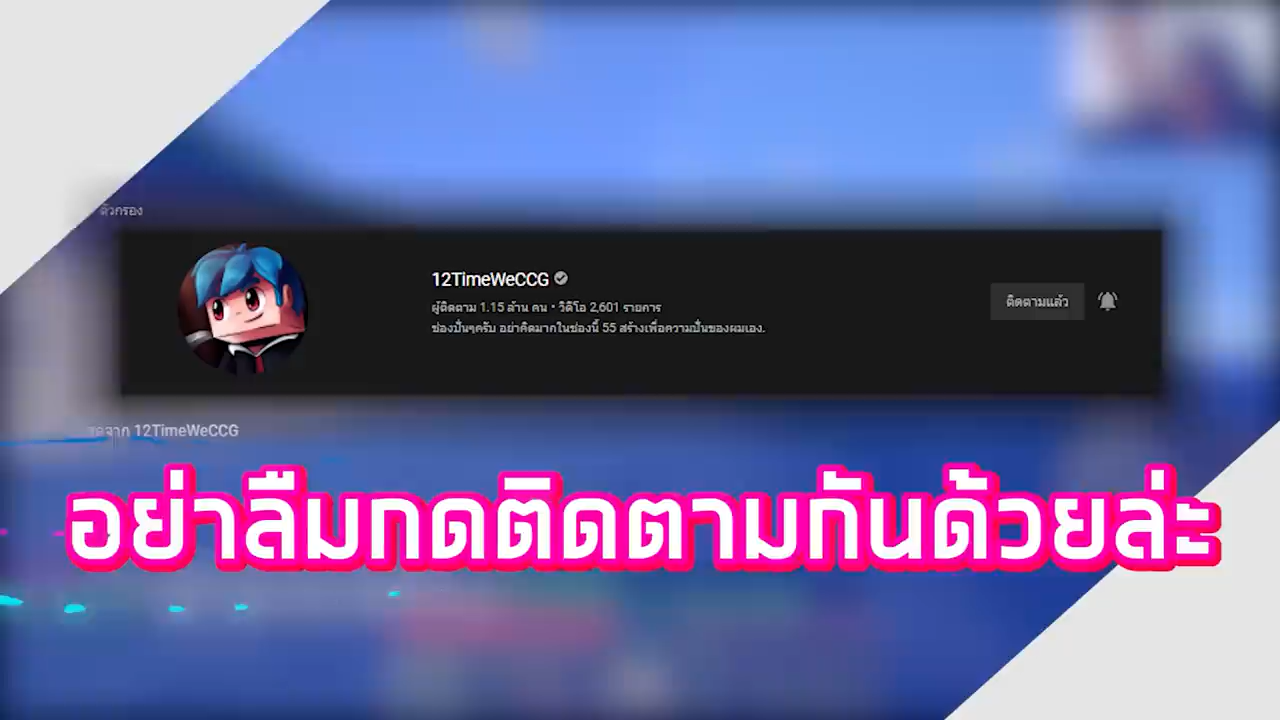 ตัวกรอง
12TimeWeCCG
ผู้ติดตาม 1.15 ล้าน คน • วิดีโอ 2,601 รายการ
ช่องปั่นๆครับ อย่าคิดมากในช่องนี้ 55 สร้างเพื่อความปั่นของผมเอง.
ติดตามแล้ว
12TimeWeCCG
อย่าลืมกดติดตามกันด้วยล่ะ